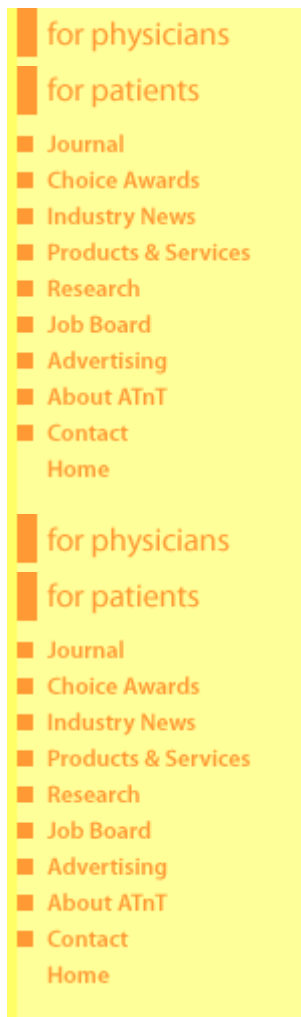 for physicians
for patients
Journal
Choice Awards
Industry News
Products & Services
Research
Job Board
Advertising
About ATnT
Contact
Home
for physicians
for patients
Journal
Choice Awards
Industry News
Products & Services
Research
Job Board
Advertising
About ATnT
Contact
Home